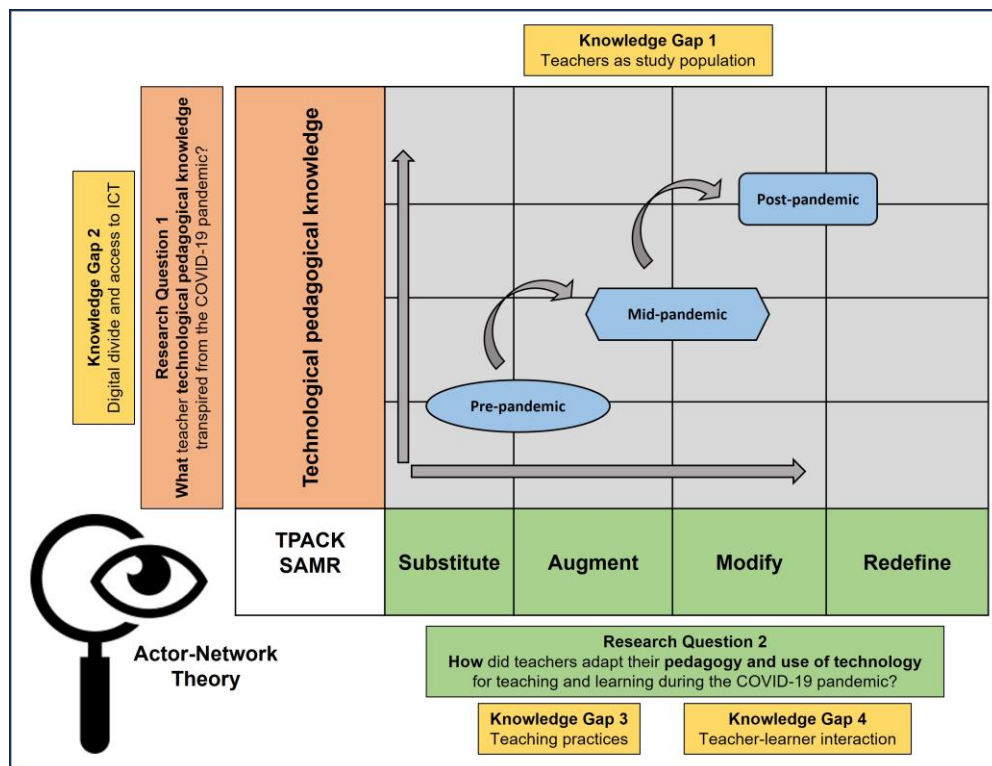 Knowledge Gap 1
Teachers as study population
Knowledge Gap 2
Digital divide and access to ICT
Research Question 1
What teacher technological pedagogical knowledge
transpired from the COVID-19 pandemic?
Technological pedagogical knowledge
Post-pandemic
Mid-pandemic
Pre-pandemic
TPACK
SAMR
Substitute
Augment
Modify
Redefine
Actor-Network
Theory
Research Question 2
How did teachers adapt their pedagogy and use of technology
for teaching and learning during the COVID-19 pandemic?
Knowledge Gap 3
Teaching practices
Knowledge Gap 4
Teacher-learner interaction